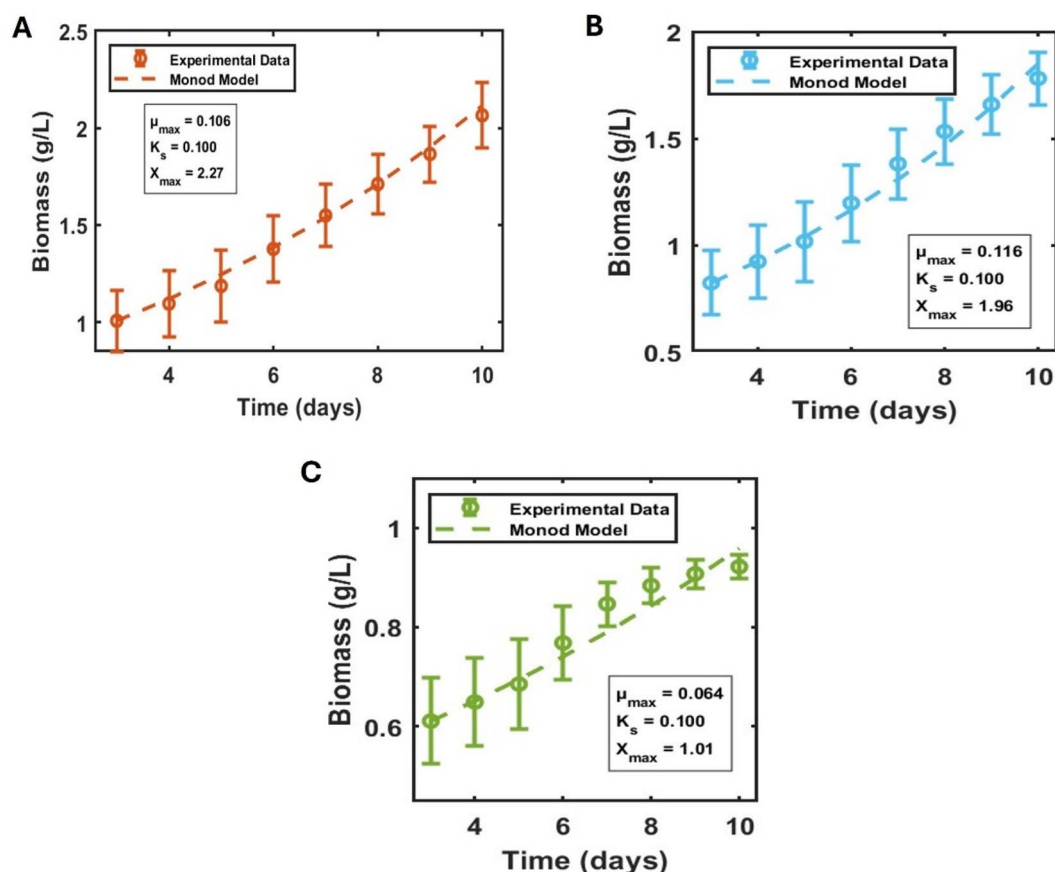 A
Biomass (g/L)
2.5
2
1.5
1
Experimental Data
Monod Model
μmax = 0.106
Ks = 0.100
Xmax = 2.27
4 6 8 10
Time (days)
B
Biomass (g/L)
2
1.5
1
0.5
Experimental Data
Monod Model
μmax = 0.116
Ks = 0.100
Xmax = 1.96
4 6 8 10
Time (days)
C
Biomass (g/L)
1
0.8
0.6
Experimental Data
Monod Model
μmax = 0.064
Ks = 0.100
Xmax = 1.01
4 6 8 10
Time (days)